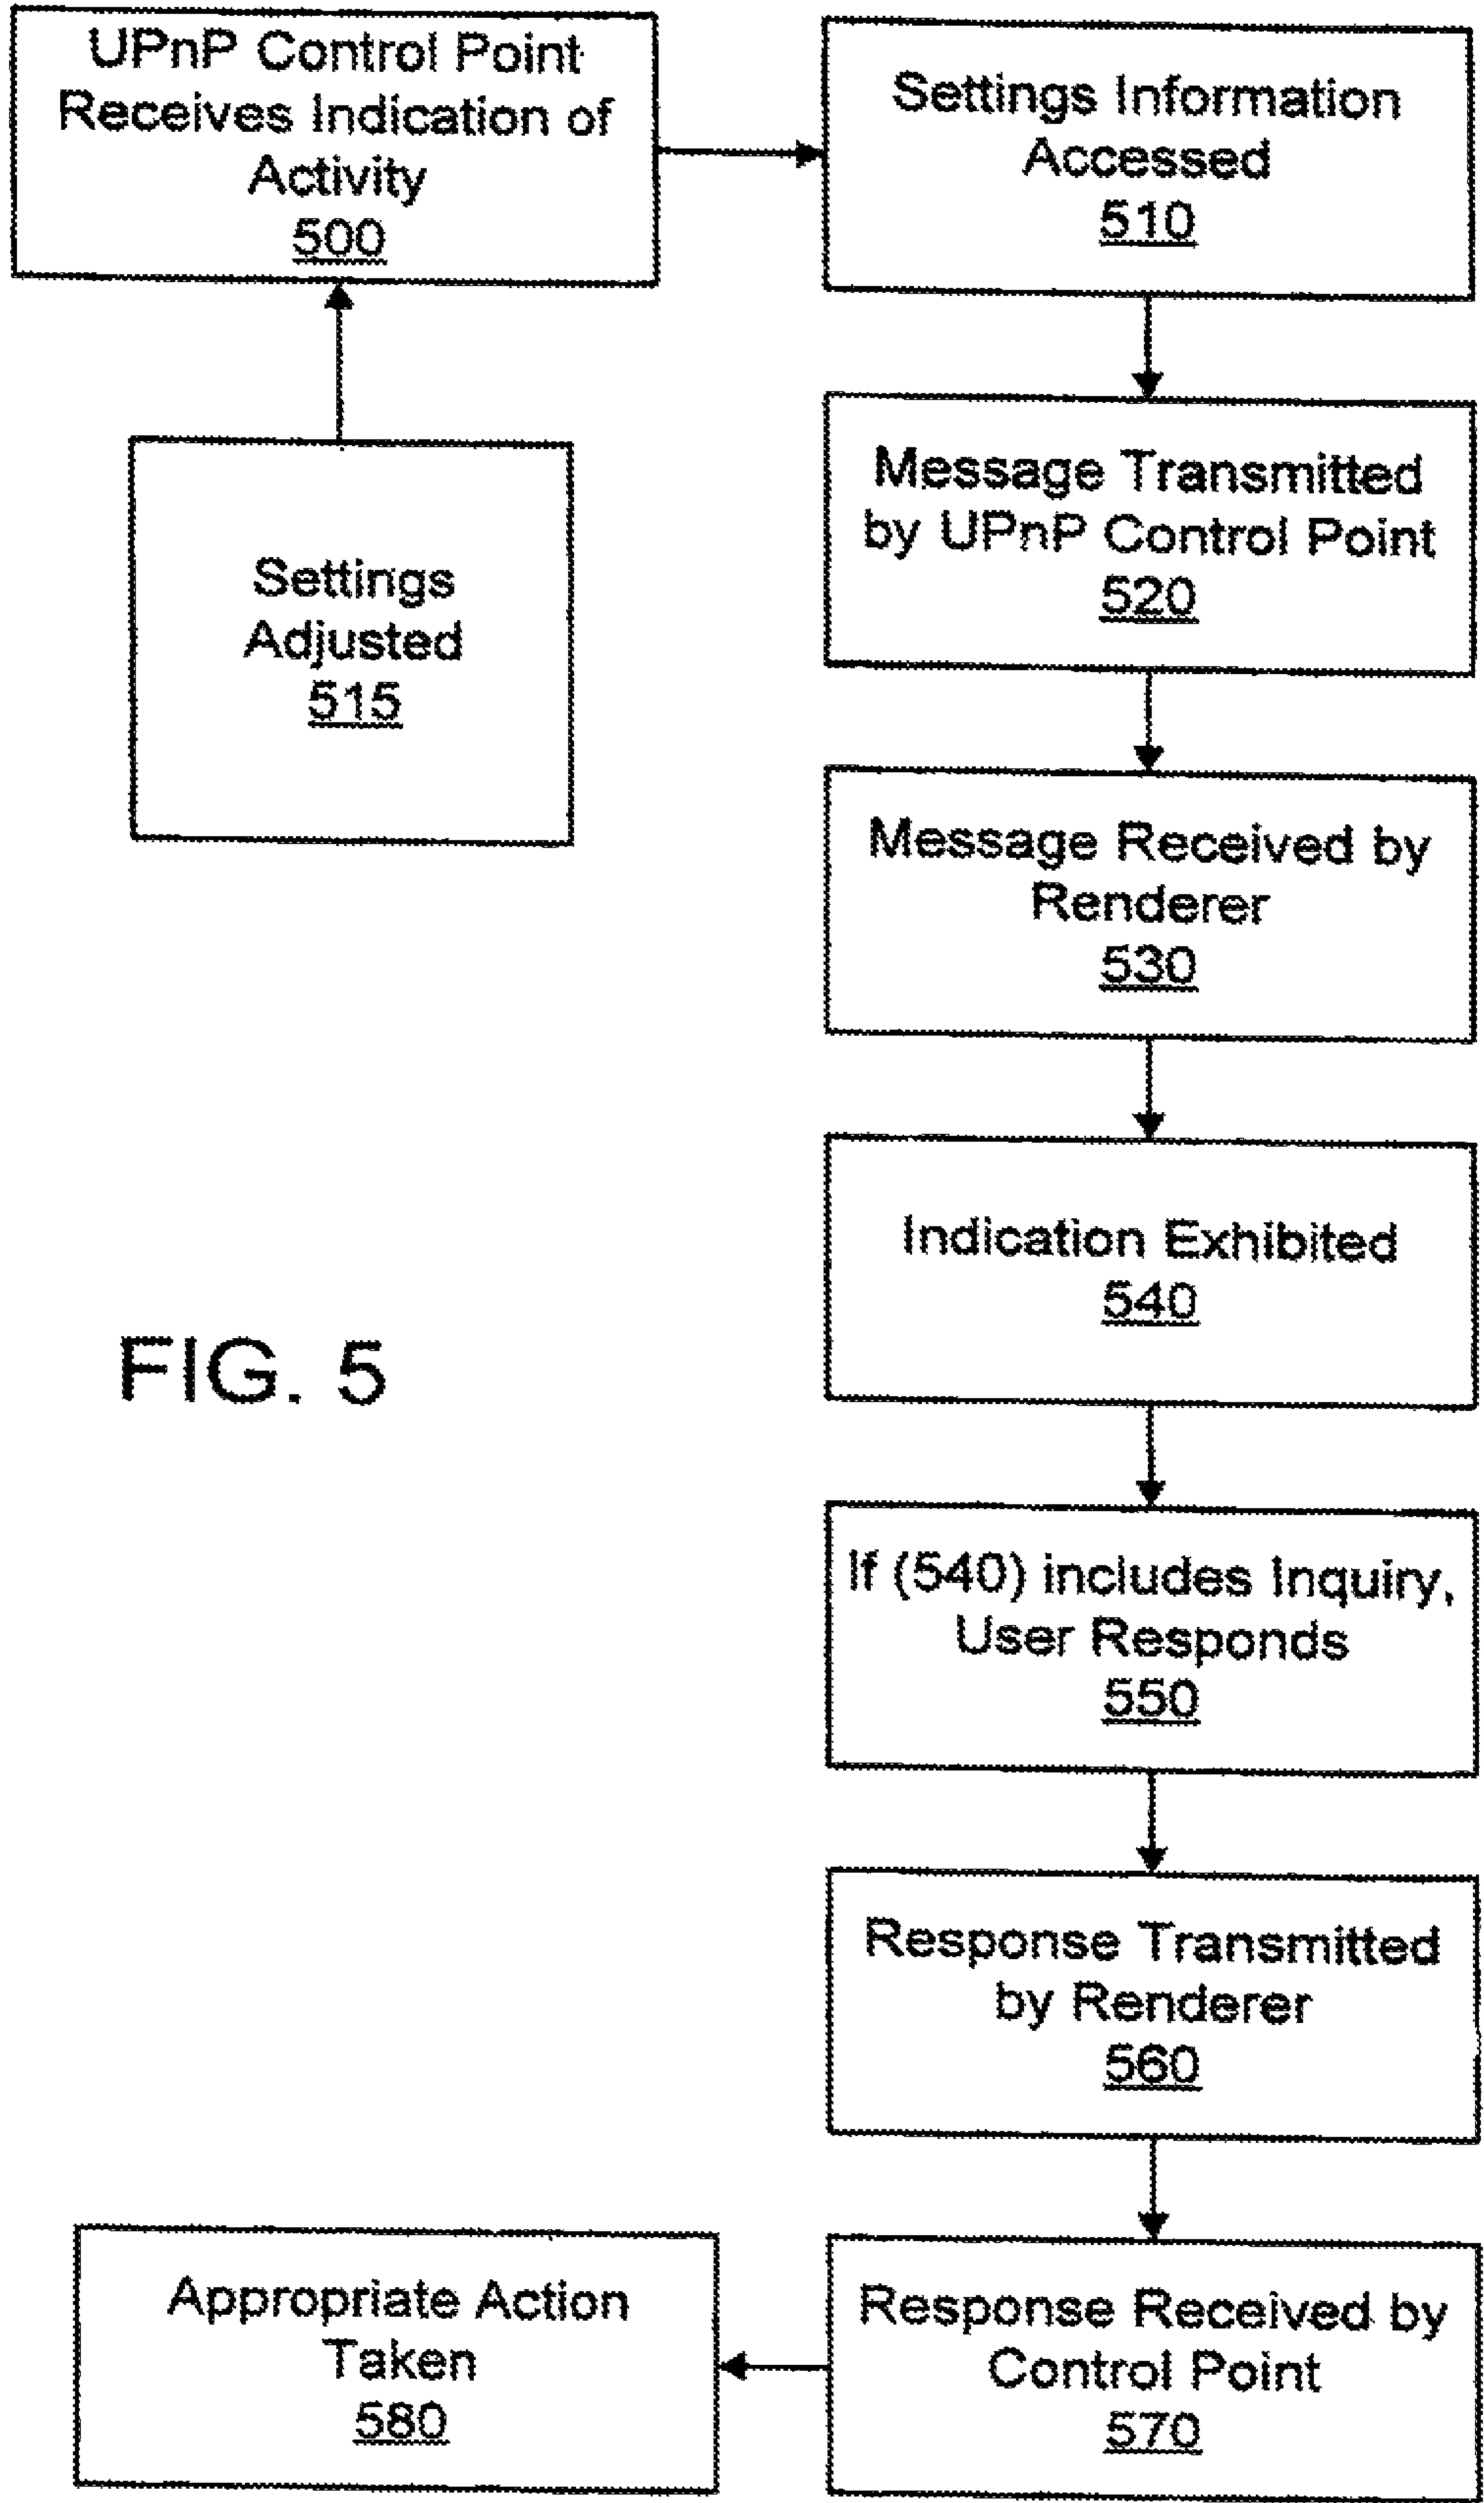 UPnP Control Point
Receives Indication of
Activity
500
Settings Information
Accessed
510
Settings
Adjusted
515
Message Transmitted
by UPnP Control Point
520
Message Received by
Renderer
530
Indication Exhibited
540
FIG. 5
If (540) includes Inquiry,
User Responds
550
Response Transmitted
by Renderer
560
Response Received by
Control Point
570
Appropriate Action
Taken
580